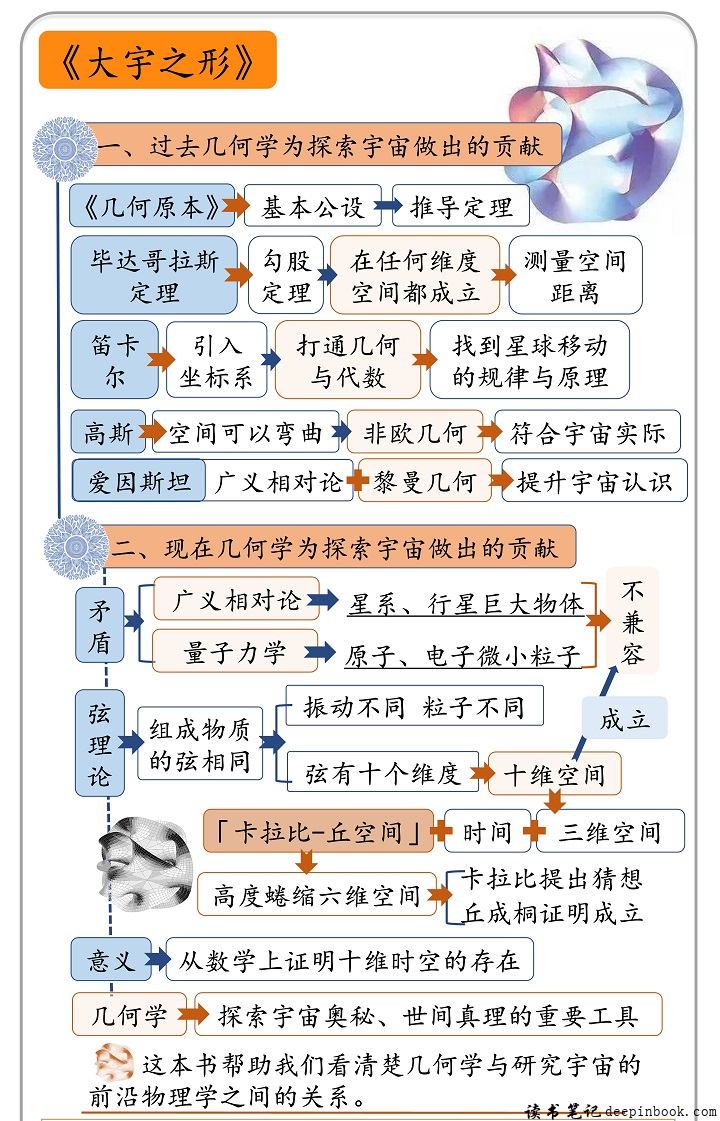 《大宇之形》
一、过去几何学为探索宇宙做出的贡献
《几何原本》 基本公设 推导定理
毕达哥拉斯
定理
勾股
定理
在任何维度
空间都成立
测量空间
距离
笛卡
尔
引入
坐标系
打通几何
与代数
找到星球移动
的规律与原理
高斯 空间可以弯曲 非欧几何 符合宇宙实际
爱因斯坦 广义相对论 黎曼几何 提升宇宙认识
二、现在几何学为探索宇宙做出的贡献
矛盾
广义相对论 星系、行星巨大物体
量子力学 原子、电子微小粒子
不兼容
弦理论
组成物质
的弦相同
振动不同 粒子不同
弦有十个维度 十维空间
成立
「卡拉比-丘空间」 时间 三维空间
高度蜷缩六维空间
卡拉比提出猜想
丘成桐证明成立
意义 从数学上证明十维时空的存在
几何学 探索宇宙奥秘、世间真理的重要工具
这本书帮助我们看清楚几何学与研究宇宙的
前沿物理学之间的关系。
读书笔记deepinbook.com